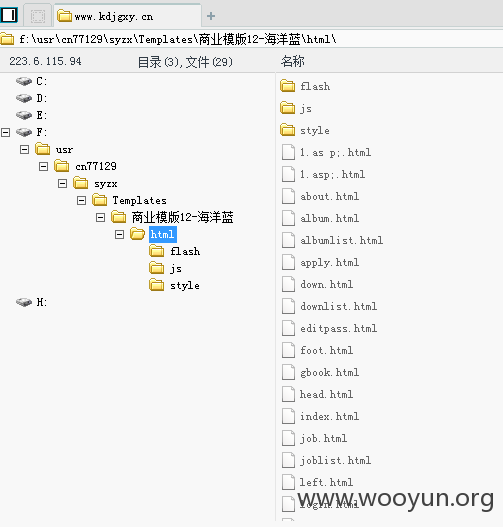 www.kdjgxy.cn
f:\usr\cn77129\syzx\Templates\商业模版12-海洋蓝\html\
223.6.115.94 目录(3),文件(29) 名称
C:
D:
E:
F:
usr
cn77129
syzx
Templates
商业模版12-海洋蓝
html
flash
js
style
H:
flash
js
style
1.as p;.html
1.asp;.html
about.html
album.html
albumlist.html
apply.html
down.html
downlist.html
editpass.html
foot.html
gbook.html
head.html
index.html
job.html
joblist.html
left.html
login.html
www.wooyun.org